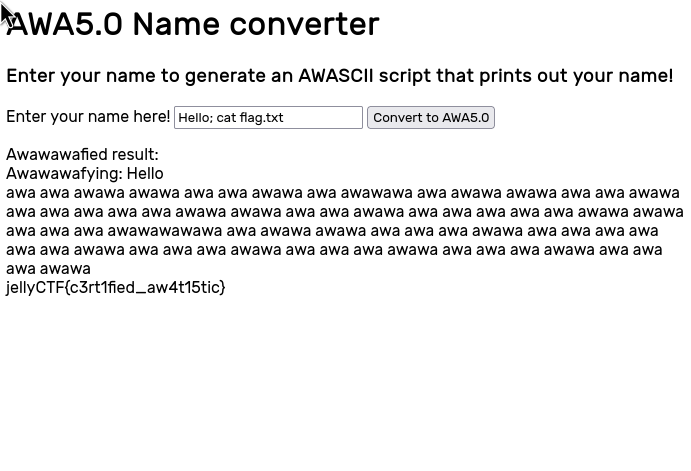 AWA5.0 Name converter
Enter your name to generate an AWASCII script that prints out your name!
Enter your name here! Hello; cat flag.txt Convert to AWA5.0
Awawawafied result:
Awawawafying: Hello
awa awa awawa awawa awa awa awawa awa awawawa awa awawa awawa awa awa awawa
awa awa awa awa awa awawa awawa awa awa awawa awa awa awa awa awa awawa awawa
awa awa awa awawawawawa awa awawa awawa awa awa awa awawa awa awa awa awa
awa awa awawa awa awa awa awawa awa awa awa awawa awa awa awa awawa awa awa
awa awawa
jellyCTF{c3rt1fied_aw4t15tic}